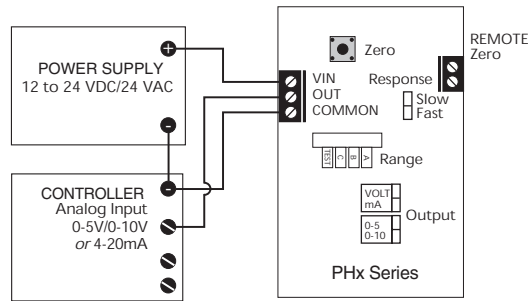 +
POWER SUPPLY
12 to 24 VDC/24 VAC
-
-
CONTROLLER
Analog Input
0-5V/0-10V
or 4-20mA
Zero
REMOTE
Zero
VIN
OUT
COMMON
Response
Slow
Fast
TEST
C
B
A
Range
VOLT
mA
Output
0-5
0-10
PHx Series